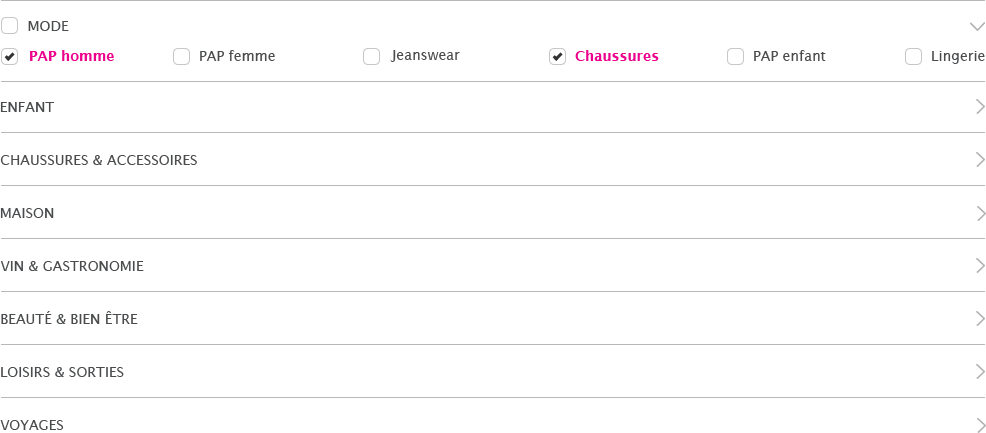 MODE
PAP homme PAP femme Jeanswear Chaussures PAP enfant Lingerie
ENFANT
CHAUSSURES & ACCESSOIRES
MAISON
VIN & GASTRONOMIE
BEAUTÉ & BIEN ÊTRE
LOISIRS & SORTIES
VOYAGES